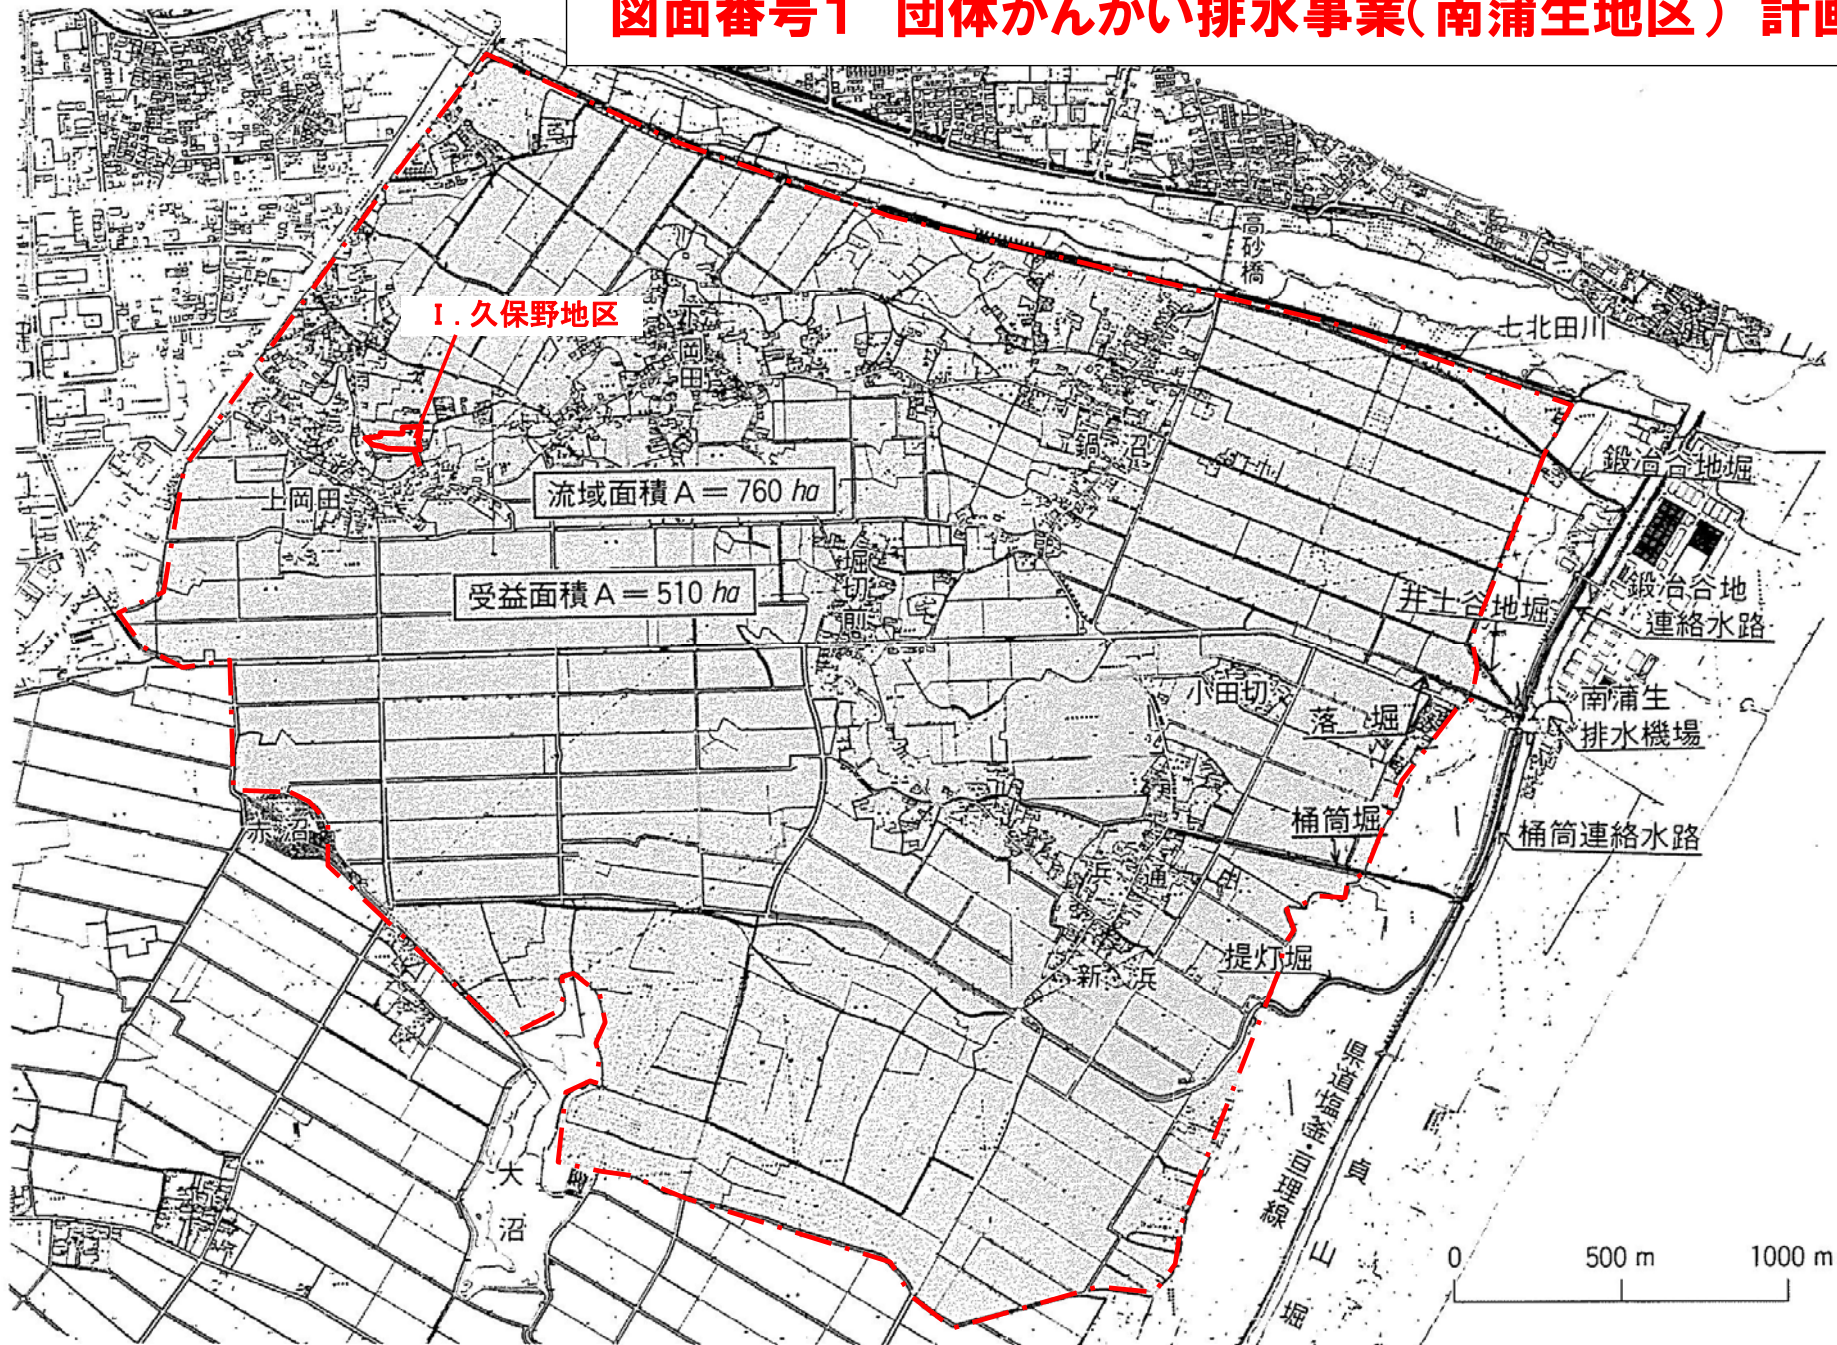 図面番号1 団体かんがい排水事業(南蒲生地区) 計画
高砂橋
七北田川
Ⅰ.久保野地区
岡田
鍋沼
鍛冶谷地堀
流域面積A=760 ha
上岡田
堀切前
受益面積A=510 ha
井土谷地堀
鍛冶谷地
連絡水路
小田切
落堀
南蒲生
排水機場
赤沼
桶筒堀
桶筒連絡水路
浜通
新浜
提灯堀
県道塩釜・亘理線
大沼
貞山堀
0 500 m 1000 m